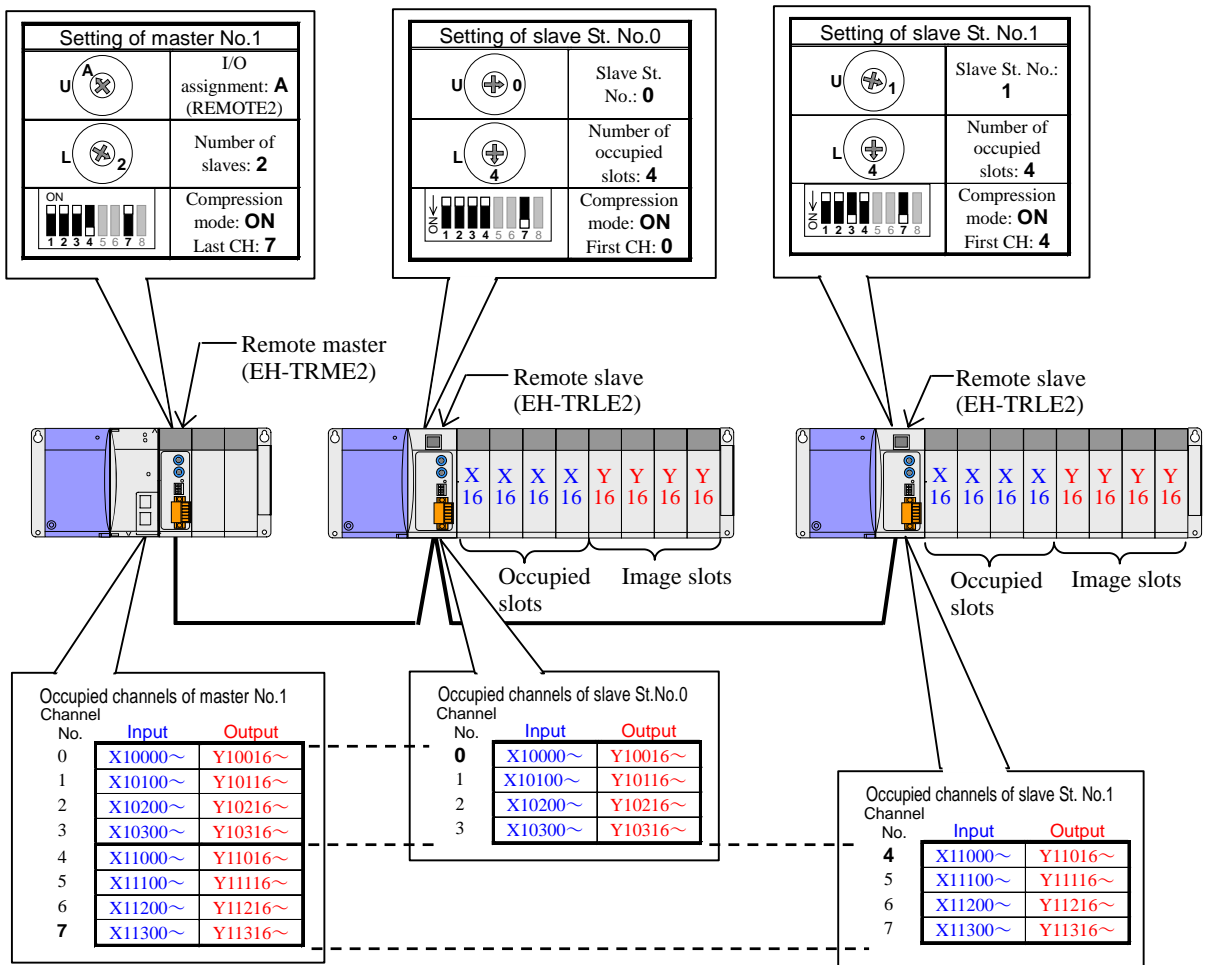 Setting of master No.1
U
A
I/O
assignment: A
(REMOTE2)
L
2
Number of
slaves: 2
ON
1 2 3 4 5 6 7 8
Compression
mode: ON
Last CH: 7
Setting of slave St. No.0
U
0
Slave St.
No.: 0
L
4
Number of
occupied
slots: 4
ON
1 2 3 4 5 6 7 8
Compression
mode: ON
First CH: 0
Setting of slave St. No.1
U
1
Slave St. No.:
1
L
4
Number of
occupied
slots: 4
ON
1 2 3 4 5 6 7 8
Compression
mode: ON
First CH: 4
Remote master
(EH-TRME2)
Remote slave
(EH-TRLE2)
Remote slave
(EH-TRLE2)
X X X X Y Y Y Y
16 16 16 16 16 16 16 16
X X X X Y Y Y Y
16 16 16 16 16 16 16 16
Occupied
slots
Image slots
Occupied
slots
Image slots
Occupied channels of master No.1
Channel
No. Input Output
0 X10000～ Y10016～
1 X10100～ Y10116～
2 X10200～ Y10216～
3 X10300～ Y10316～
4 X11000～ Y11016～
5 X11100～ Y11116～
6 X11200～ Y11216～
7 X11300～ Y11316～
Occupied channels of slave St.No.0
Channel
No. Input Output
0 X10000～ Y10016～
1 X10100～ Y10116～
2 X10200～ Y10216～
3 X10300～ Y10316～
Occupied channels of slave St. No.1
Channel
No. Input Output
4 X11000～ Y11016～
5 X11100～ Y11116～
6 X11200～ Y11216～
7 X11300～ Y11316～